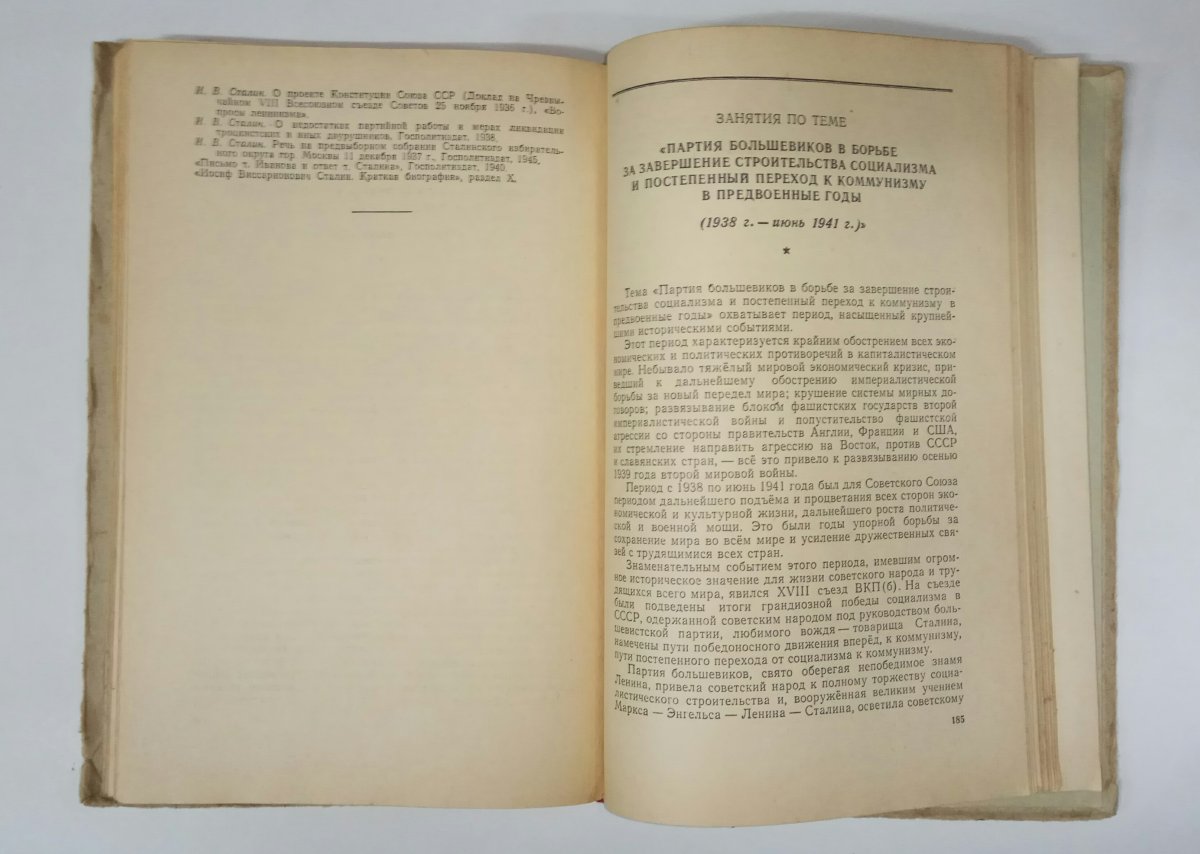 И. В. Сталин. О проекте Конституции Союза ССР (Доклад на Чрезвы-
чайном VIII Всесоюзном съезде Советов 25 ноября 1936 г.), «Во-
просы ленинизма».
И. В. Сталин. О недостатках партийной работы и мерах ликвидации
троцкистских и иных двурушников. Госполитиздат, 1938.
И. В. Сталин. Речь на предвыборном собрании Сталинского избиратель-
ного округа гор. Москвы 11 декабря 1937 г., Госполитиздат, 1945.
«Письмо т. Иванова и ответ т. Сталина», Госполитиздат, 1940.
«Иосиф Виссарионович Сталин. Краткая биография», раздел X.
ЗАНЯТИЯ ПО ТЕМЕ
«ПАРТИЯ БОЛЬШЕВИКОВ В БОРЬБЕ
ЗА ЗАВЕРШЕНИЕ СТРОИТЕЛЬСТВА СОЦИАЛИЗМА
И ПОСТЕПЕННЫЙ ПЕРЕХОД К КОММУНИЗМУ
В ПРЕДВОЕННЫЕ ГОДЫ
(1938 г. — июнь 1941 г.)»
Тема «Партия большевиков в борьбе за завершение строи-
тельства социализма и постепенный переход к коммунизму в
предвоенные годы» охватывает период, насыщенный крупней-
шими историческими событиями.
Этот период характеризуется крайним обострением всех эко-
номических и политических противоречий в капиталистическом
мире. Небывало тяжёлый мировой экономический кризис, при-
ведший к дальнейшему обострению империалистической
борьбы за новый передел мира; крушение системы мирных до-
говоров; развязывание блоком фашистских государств второй
империалистической войны и попустительство фашистской
агрессии со стороны правительств Англии, Франции и США,
их стремление направить агрессию на Восток, против СССР
и славянских стран, — всё это привело к развязыванию осенью
1939 года второй мировой войны.
Период с 1938 по июнь 1941 года был для Советского Союза
периодом дальнейшего подъёма и процветания всех сторон эко-
номической и культурной жизни, дальнейшего роста политиче-
ской и военной мощи. Это были годы упорной борьбы за
сохранение мира во всём мире и усиление дружественных свя-
зей с трудящимися всех стран.
Знаменательным событием этого периода, имевшим огром-
ное историческое значение для жизни советского народа и тру-
дящихся всего мира, явился XVIII съезд ВКП(б). На съезде
были подведены итоги грандиозной победы социализма в
СССР, одержанной советским народом под руководством боль-
шевистской партии, любимого вождя — товарища Сталина,
намечены пути победоносного движения вперёд, к коммунизму,
пути постепенного перехода от социализма к коммунизму.
Партия большевиков, свято оберегая непобедимое знамя
Ленина, привела советский народ к полному торжеству социа-
листического строительства и, вооружённая великим учением
Маркса — Энгельса — Ленина — Сталина, осветила советскому
185